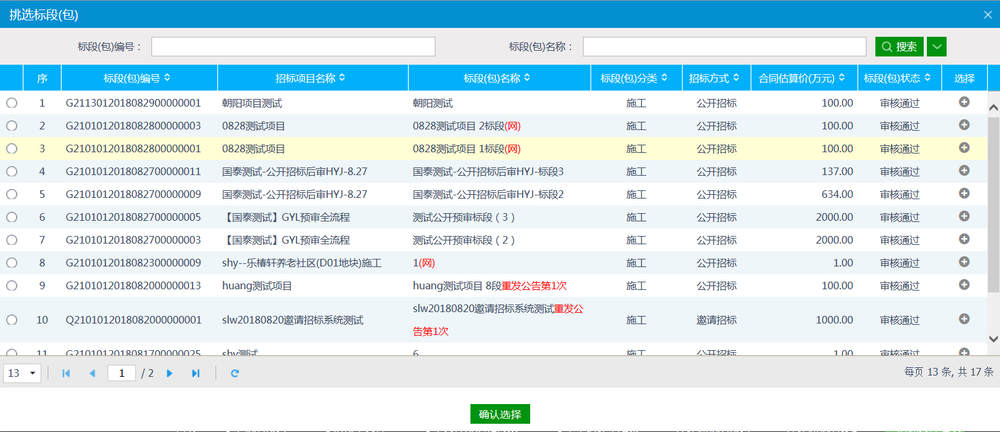 挑选标段(包)
标段(包)编号： 标段(包)名称： 搜索
序 标段(包)编号 招标项目名称 标段(包)名称 标段(包)分类 招标方式 合同估算价(万元) 标段(包)状态 选择
1 G2113012018082900000001 朝阳项目测试 朝阳测试 施工 公开招标 100.00 审核通过
2 G2101012018082800000003 0828测试项目 0828测试项目 2标段(网) 施工 公开招标 100.00 审核通过
3 G2101012018082800000001 0828测试项目 0828测试项目 1标段(网) 施工 公开招标 100.00 审核通过
4 G2101012018082700000011 国泰测试-公开招标后审HYJ-8.27 国泰测试-公开招标后审HYJ-标段3 施工 公开招标 137.00 审核通过
5 G2101012018082700000009 国泰测试-公开招标后审HYJ-8.27 国泰测试-公开招标后审HYJ-标段2 施工 公开招标 634.00 审核通过
6 G2101012018082700000005 【国泰测试】GYL预审全流程 测试公开预审标段（3） 施工 公开招标 2000.00 审核通过
7 G2101012018082700000003 【国泰测试】GYL预审全流程 测试公开预审标段（2） 施工 公开招标 2000.00 审核通过
8 G2101012018082300000009 shy--乐椿轩养老社区(D01地块)施工 1(网) 施工 公开招标 1.00 审核通过
9 G2101012018082000000013 huang测试项目 huang测试项目 8段重发公告第1次 施工 公开招标 100.00 审核通过
10 Q2101012018082000000001 slw20180820邀请招标系统测试 slw20180820邀请招标系统测试重发公 施工 邀请招标 1000.00 审核通过
告第1次
11 G2101012018081700000025 shy测试 6 施工 公开招标 1.00 审核通过
13 1 / 2 每页 13 条, 共 17 条
确认选择